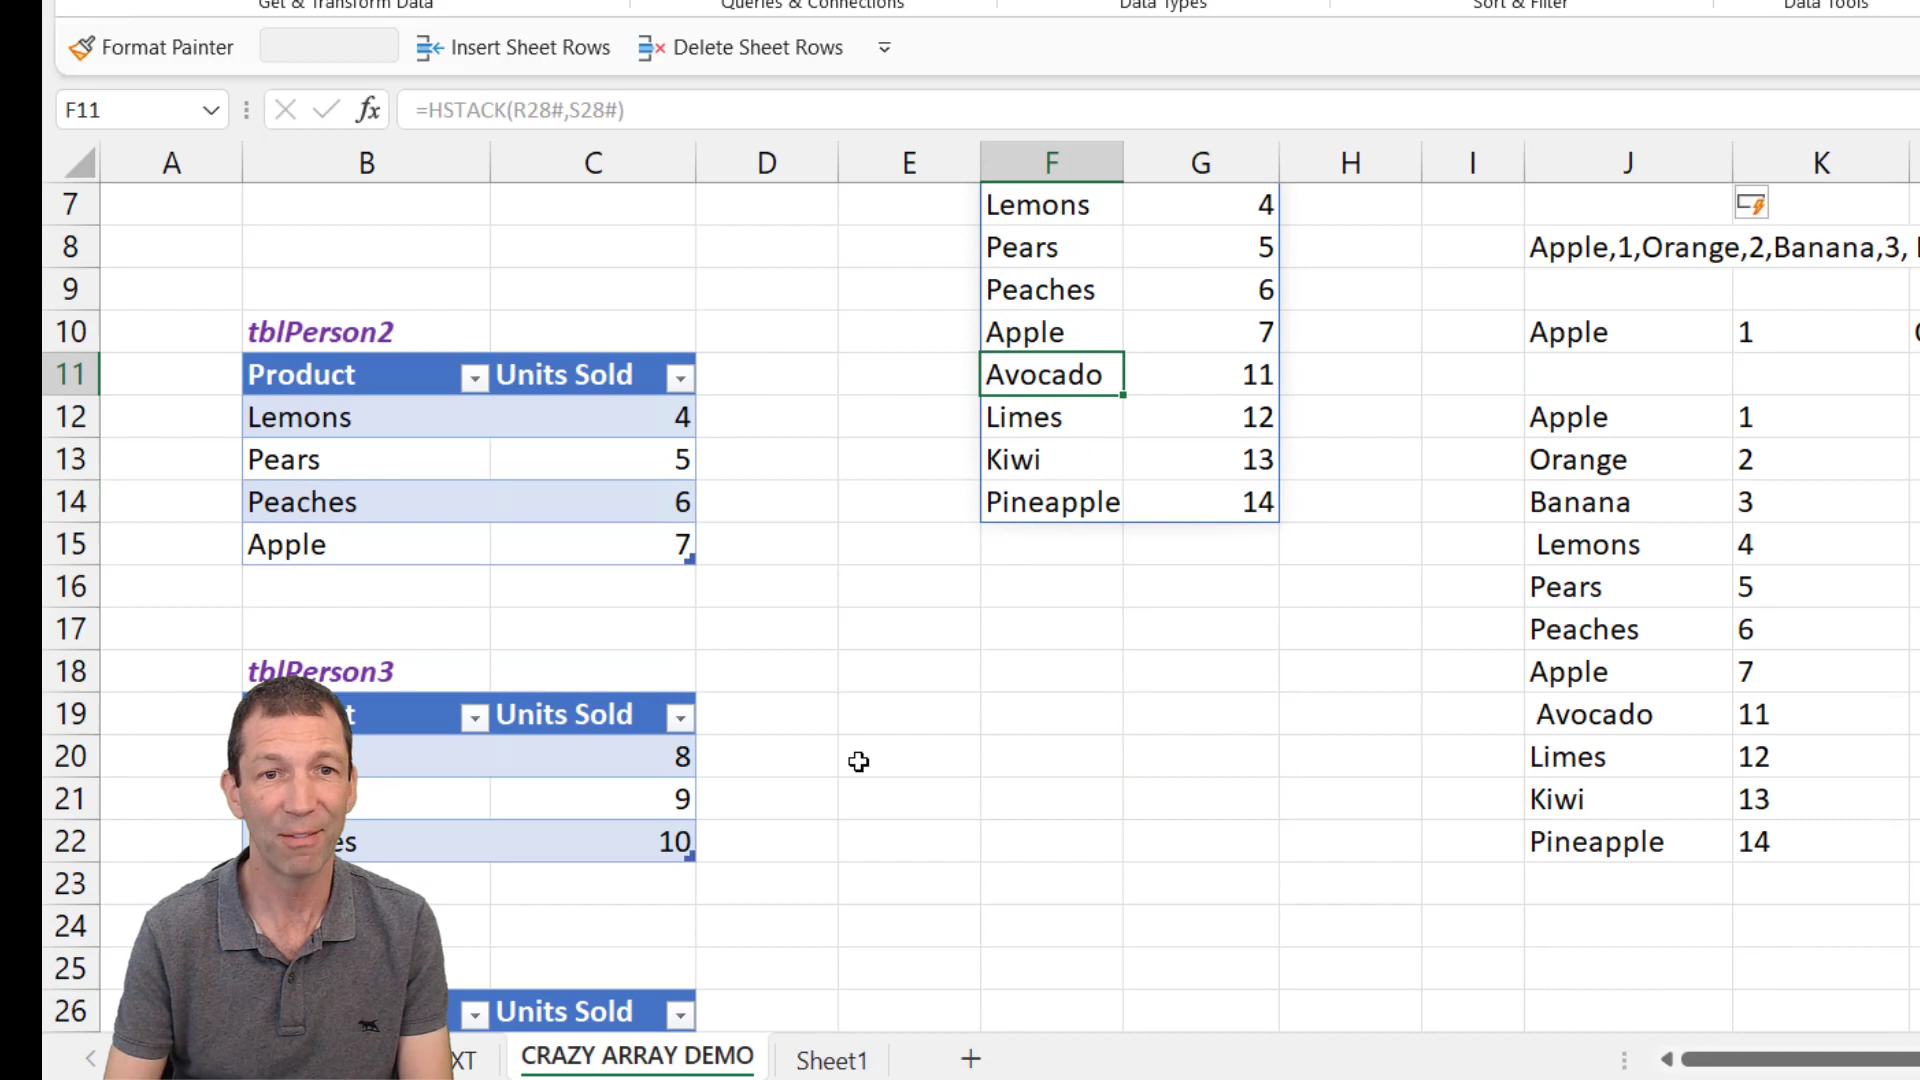 Get & Transform Data Queries & Connections Data Types Sort & Filter Data Tools
Format Painter Insert Sheet Rows Delete Sheet Rows
F11 fx =HSTACK(R28#,S28#)
A B C D E F G H I J K
7 Lemons 4
8 Pears 5 Apple,1,Orange,2,Banana,3,
9 Peaches 6
10 tblPerson2 Apple 7 Apple 1
11 Product Units Sold Avocado 11
12 Lemons 4 Limes 12 Apple 1
13 Pears 5 Kiwi 13 Orange 2
14 Peaches 6 Pineapple 14 Banana 3
15 Apple 7 Lemons 4
16 Pears 5
17 Peaches 6
18 tblPerson3 Apple 7
19 Units Sold Avocado 11
20 8 Limes 12
21 9 Kiwi 13
22 10 Pineapple 14
23
24
25
26 Units Sold
XT CRAZY ARRAY DEMO Sheet1